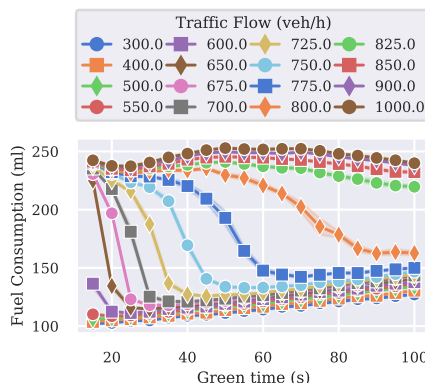 Traffic Flow (veh/h)
300.0 600.0 725.0 825.0
400.0 650.0 750.0 850.0
500.0 675.0 775.0 900.0
550.0 700.0 800.0 1000.0
250
200
150
100
Fuel Consumption (ml)
20 40 60 80 100
Green time (s)